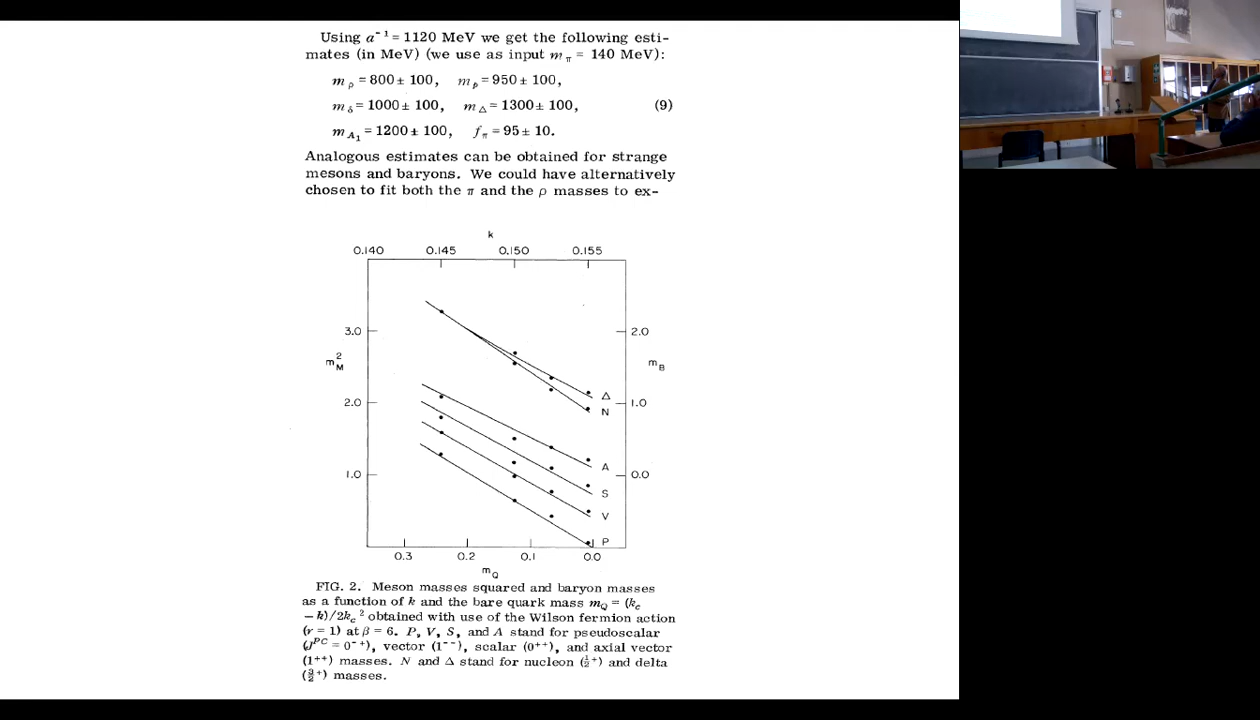 Using a⁻¹ = 1120 MeV we get the following esti-
mates (in MeV) (we use as input m_π = 140 MeV):
m_ρ = 800 ± 100, m_p = 950 ± 100,
m_δ = 1000 ± 100, m_Δ = 1300 ± 100, (9)
m_A₁ = 1200 ± 100, f_π = 95 ± 10.
Analogous estimates can be obtained for strange
mesons and baryons. We could have alternatively
chosen to fit both the π and the ρ masses to ex-
k
0.140 0.145 0.150 0.155
3.0 2.0
m_M² m_B
Δ
2.0 1.0
N
A
1.0 0.0
S
V
P
0.3 0.2 0.1 0.0
m_Q
FIG. 2. Meson masses squared and baryon masses
as a function of k and the bare quark mass m_Q = (k_c
− k)/2k_c² obtained with use of the Wilson fermion action
(r = 1) at β = 6. P, V, S, and A stand for pseudoscalar
(J^PC = 0⁻⁺), vector (1⁻⁻), scalar (0⁺⁺), and axial vector
(1⁺⁺) masses. N and Δ stand for nucleon (½⁺) and delta
(3/2⁺) masses.